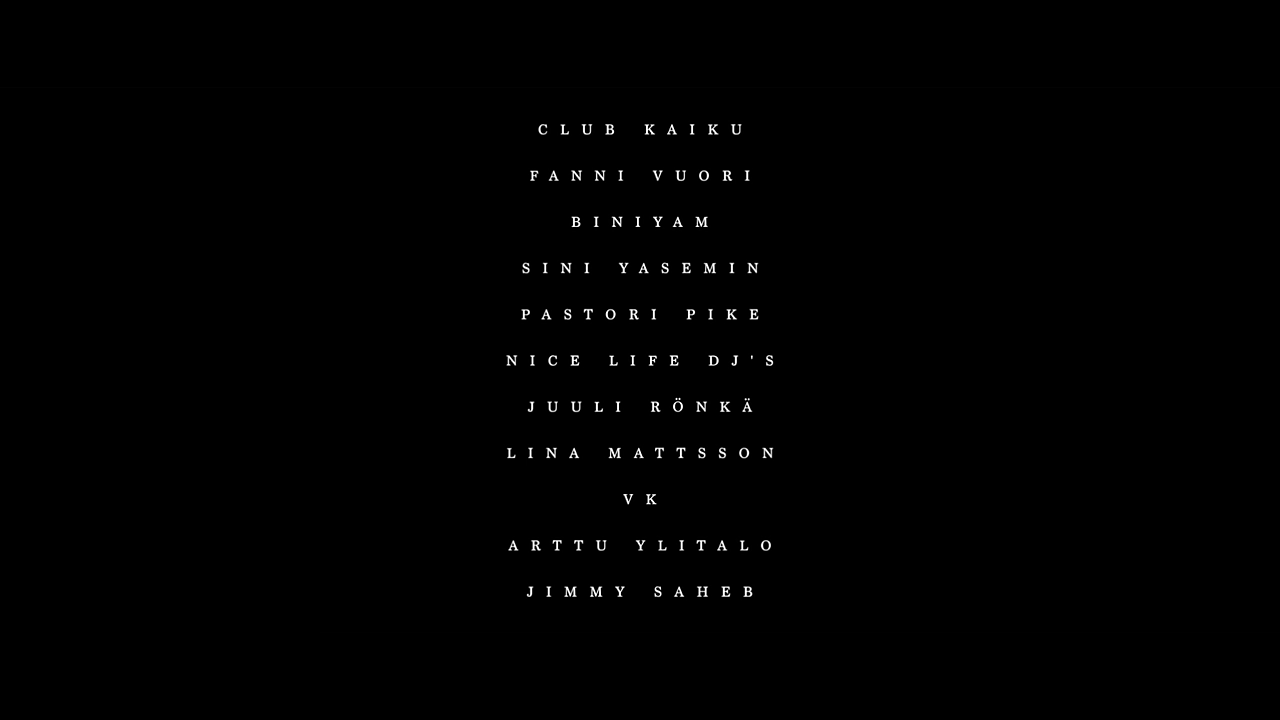 CLUB KAIKU
FANNI VUORI
BINIYAM
SINI YASEMIN
PASTORI PIKE
NICE LIFE DJ'S
JUULI RÖNKÄ
LINA MATTSSON
VK
ARTTU YLITALO
JIMMY SAHEB